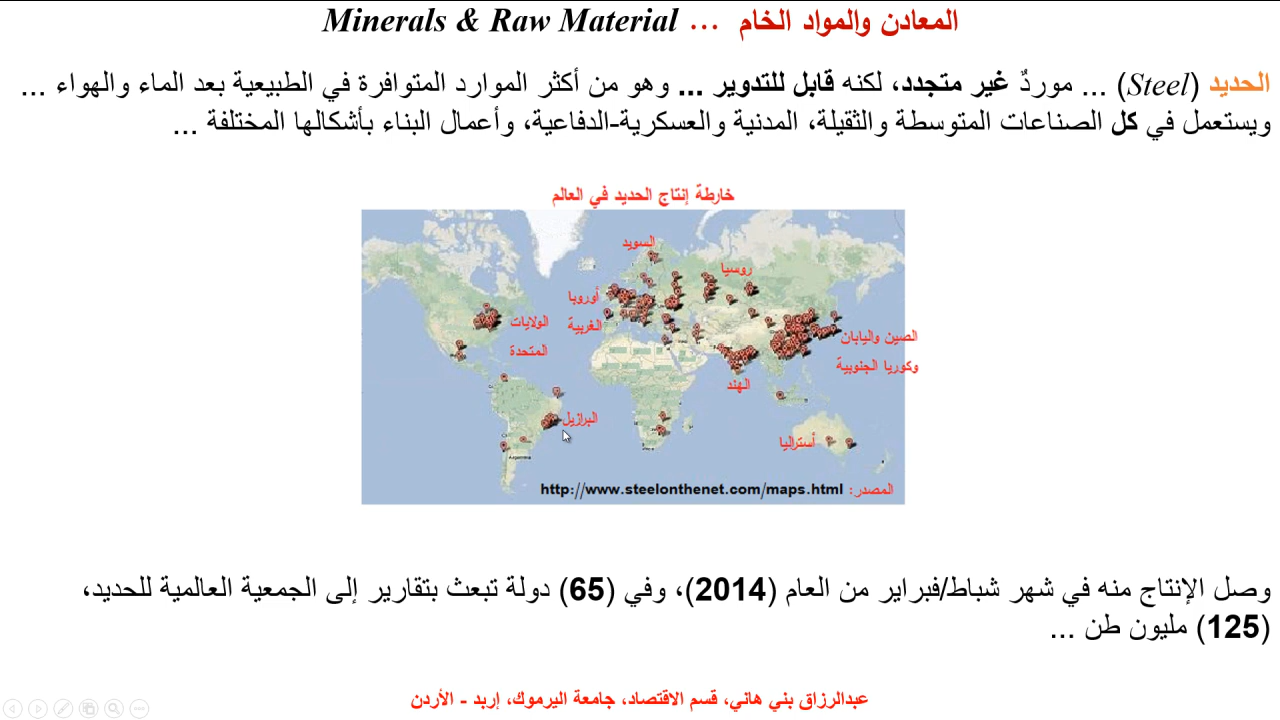 المعادن والمواد الخام ... Minerals & Raw Material
الحديد (Steel) ... موردٌ غير متجدد، لكنه قابل للتدوير ... وهو من أكثر الموارد المتوافرة في الطبيعية بعد الماء والهواء ...
ويستعمل في كل الصناعات المتوسطة والثقيلة، المدنية والعسكرية-الدفاعية، وأعمال البناء بأشكالها المختلفة ...
خارطة إنتاج الحديد في العالم
السويد
روسيا
أوروبا
الغربية
الولايات
المتحدة
الصين واليابان
وكوريا الجنوبية
الهند
البرازيل
أستراليا
Argentina
المصدر: http://www.steelonthenet.com/maps.html
وصل الإنتاج منه في شهر شباط/فبراير من العام (2014)، وفي (65) دولة تبعث بتقارير إلى الجمعية العالمية للحديد،
(125) مليون طن ...
عبدالرزاق بني هاني، قسم الاقتصاد، جامعة اليرموك، إربد - الأردن